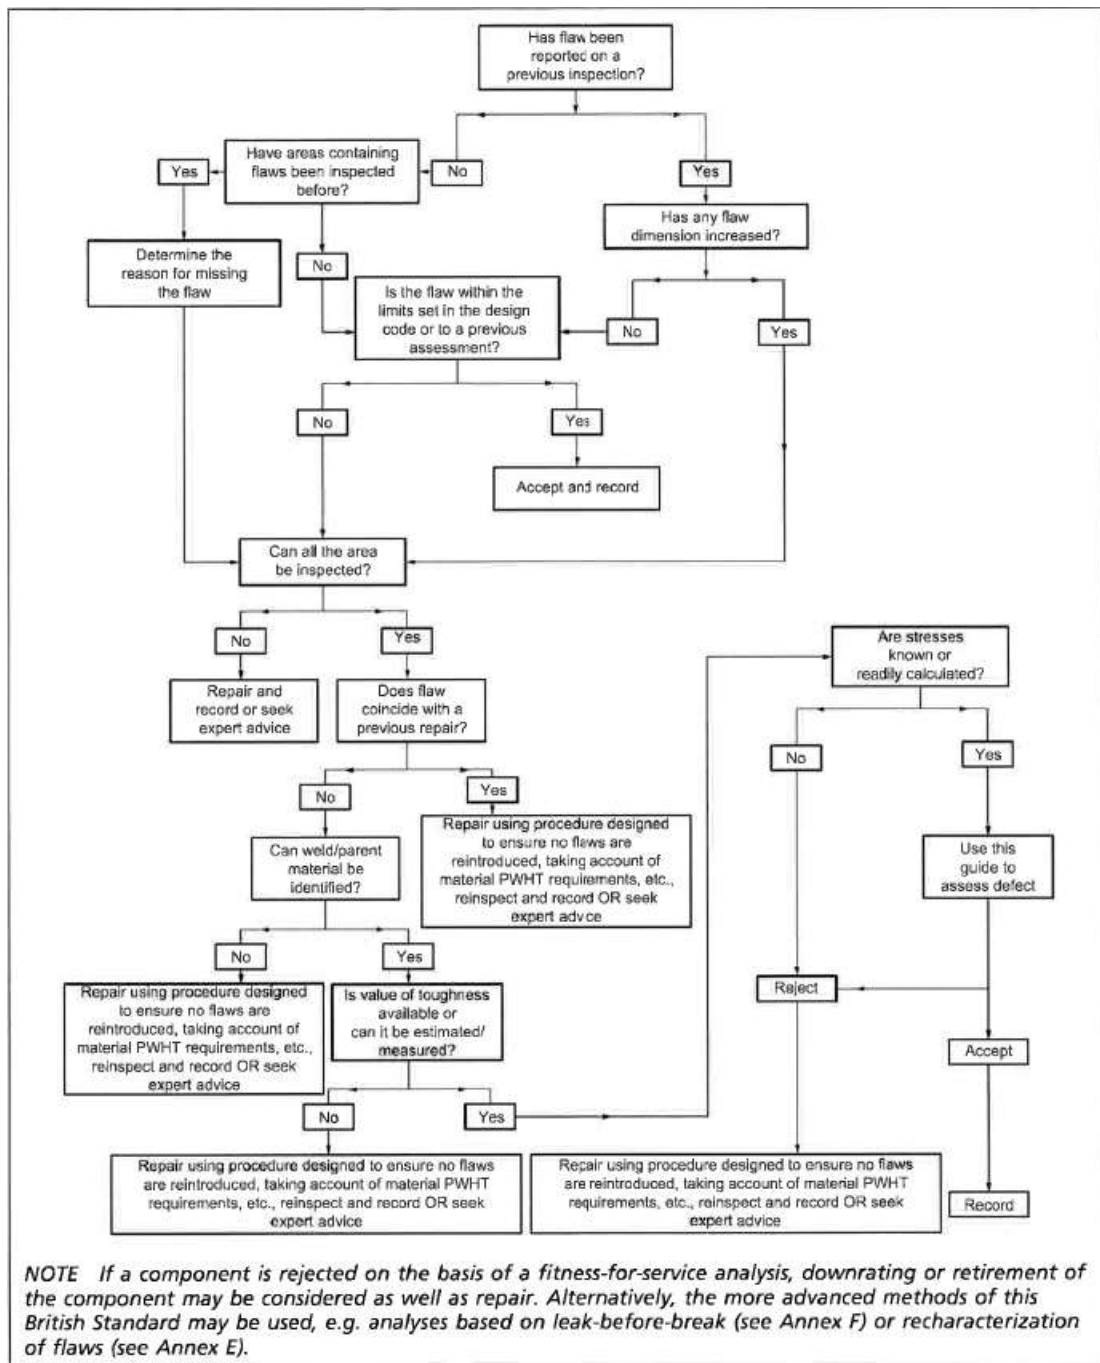 Has flaw been
reported on a
previous inspection?
Have areas containing
flaws been inspected
before?
Yes
No
Yes
Has any flaw
dimension increased?
Determine the
reason for missing
the flaw
No
Is the flaw within the
limits set in the design
code or to a previous
assessment?
No
Yes
No
Yes
Accept and record
Can all the area
be inspected?
No
Yes
Are stresses
known or
readily calculated?
Repair and
record or seek
expert advice
Does flaw
coincide with a
previous repair?
No
Yes
No
Yes
Can weld/parent
material be
identified?
Repair using procedure designed
to ensure no flaws are
reintroduced, taking account of
material PWHT requirements, etc.,
reinspect and record OR seek
expert advice
Use this
guide to
assess defect
No
Yes
Repair using procedure designed
to ensure no flaws are
reintroduced, taking account of
material PWHT requirements, etc.,
reinspect and record OR seek
expert advice
Is value of toughness
available or
can it be estimated/
measured?
Reject
Accept
No
Yes
Repair using procedure designed to ensure no flaws
are reintroduced, taking account of material PWHT
requirements, etc., reinspect and record OR seek
expert advice
Repair using procedure designed to ensure no flaws
are reintroduced, taking account of material PWHT
requirements, etc., reinspect and record OR seek
expert advice
Record
NOTE If a component is rejected on the basis of a fitness-for-service analysis, downrating or retirement of
the component may be considered as well as repair. Alternatively, the more advanced methods of this
British Standard may be used, e.g. analyses based on leak-before-break (see Annex F) or recharacterization
of flaws (see Annex E).